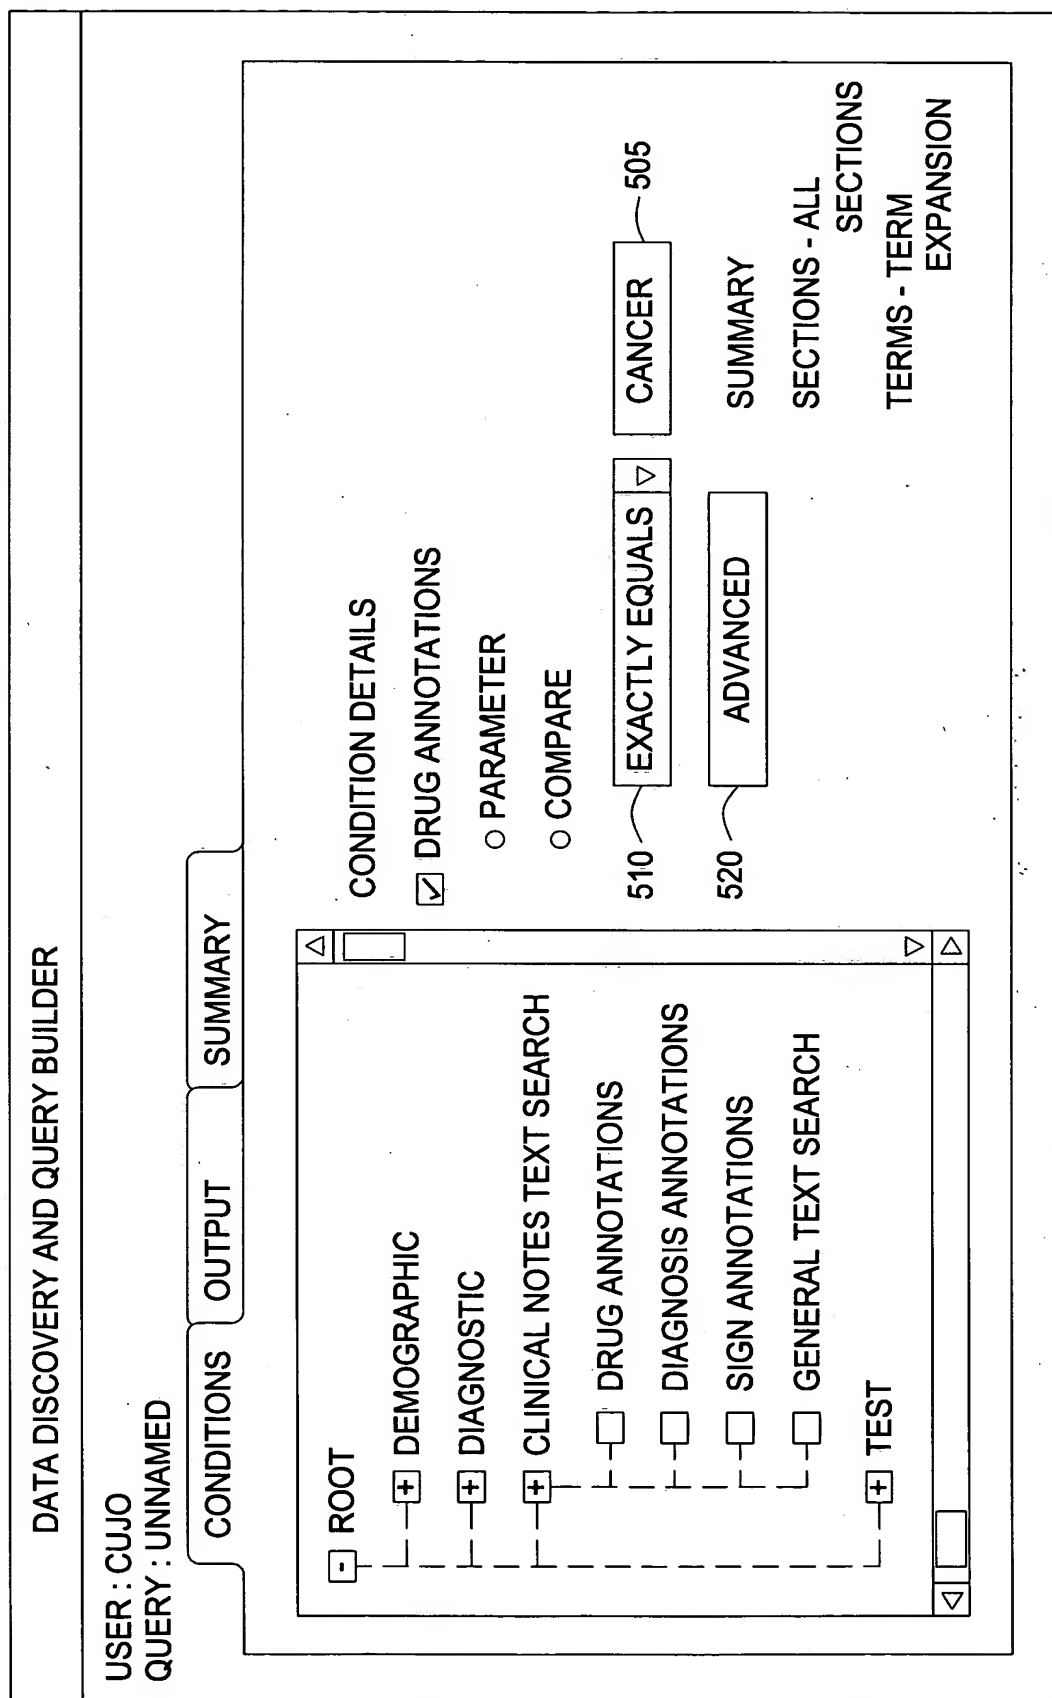 DATA DISCOVERY AND QUERY BUILDER
USER : CUJO
QUERY : UNNAMED
CONDITIONS
OUTPUT
SUMMARY
- ROOT
+ DEMOGRAPHIC
+ DIAGNOSTIC
+ CLINICAL NOTES TEXT SEARCH
DRUG ANNOTATIONS
DIAGNOSIS ANNOTATIONS
SIGN ANNOTATIONS
GENERAL TEXT SEARCH
+ TEST
CONDITION DETAILS
DRUG ANNOTATIONS
PARAMETER
COMPARE
510
EXACTLY EQUALS
CANCER
505
520
ADVANCED
SUMMARY
SECTIONS - ALL
SECTIONS
TERMS - TERM
EXPANSION